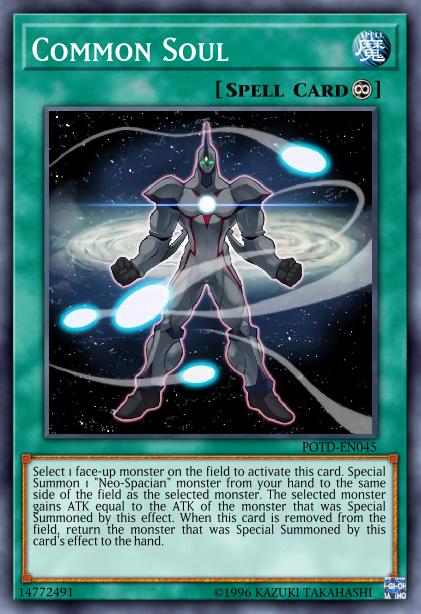 COMMON SOUL
[SPELL CARD]
POTD-EN045
Select 1 face-up monster on the field to activate this card. Special
Summon 1 "Neo-Spacian" monster from your hand to the same
side of the field as the selected monster. The selected monster
gains ATK equal to the ATK of the monster that was Special
Summoned by this effect. When this card is removed from the
field, return the monster that was Special Summoned by this
card's effect to the hand.
14772491 ©1996 KAZUKI TAKAHASHI